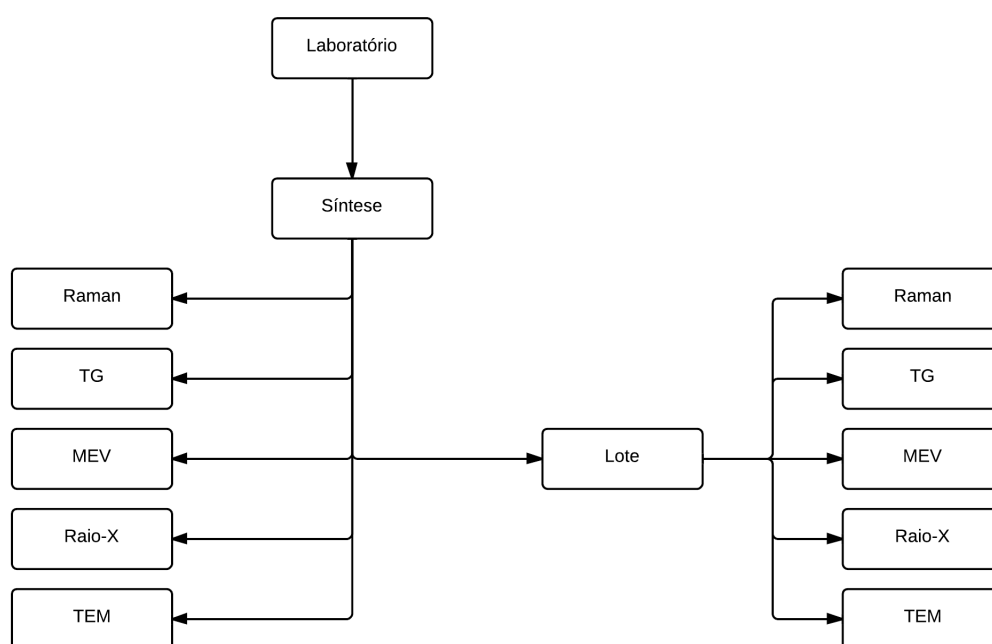 Laboratório
Síntese
Raman
Raman
TG
TG
MEV
Lote
MEV
Raio-X
Raio-X
TEM
TEM